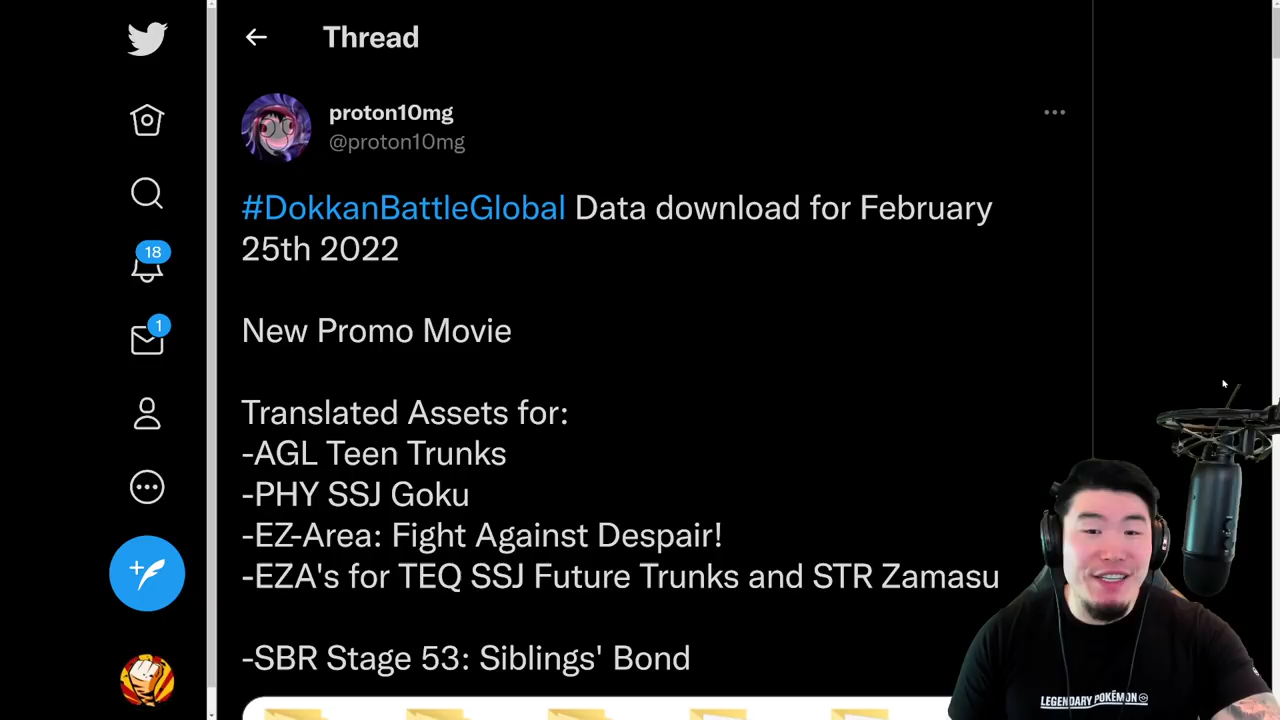 Thread
proton10mg
@proton10mg
#DokkanBattleGlobal Data download for February
25th 2022
18
New Promo Movie
1
Translated Assets for:
-AGL Teen Trunks
-PHY SSJ Goku
-EZ-Area: Fight Against Despair!
-EZA's for TEQ SSJ Future Trunks and STR Zamasu
-SBR Stage 53: Siblings' Bond
LEGENDARY POKÉMON